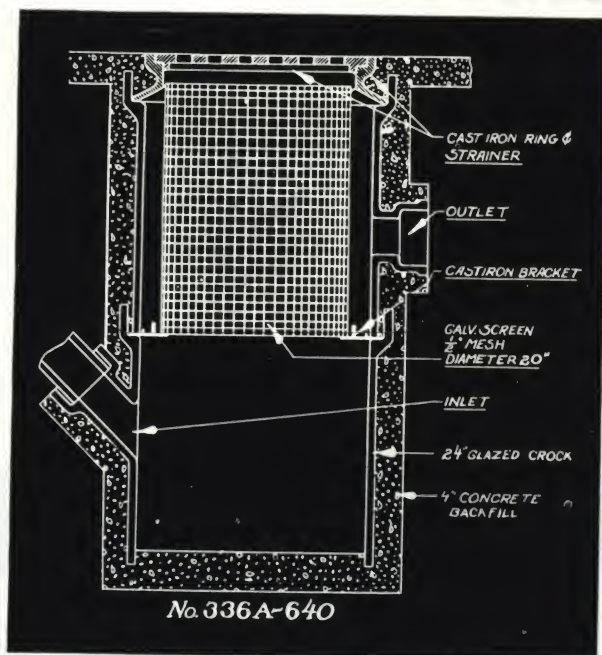 CAST IRON RING &
STRAINER
OUTLET
CAST IRON BRACKET
GALV. SCREEN
1/2" MESH
DIAMETER 20"
INLET
24" GLAZED CROCK
4" CONCRETE
BACKFILL
No. 336A-640